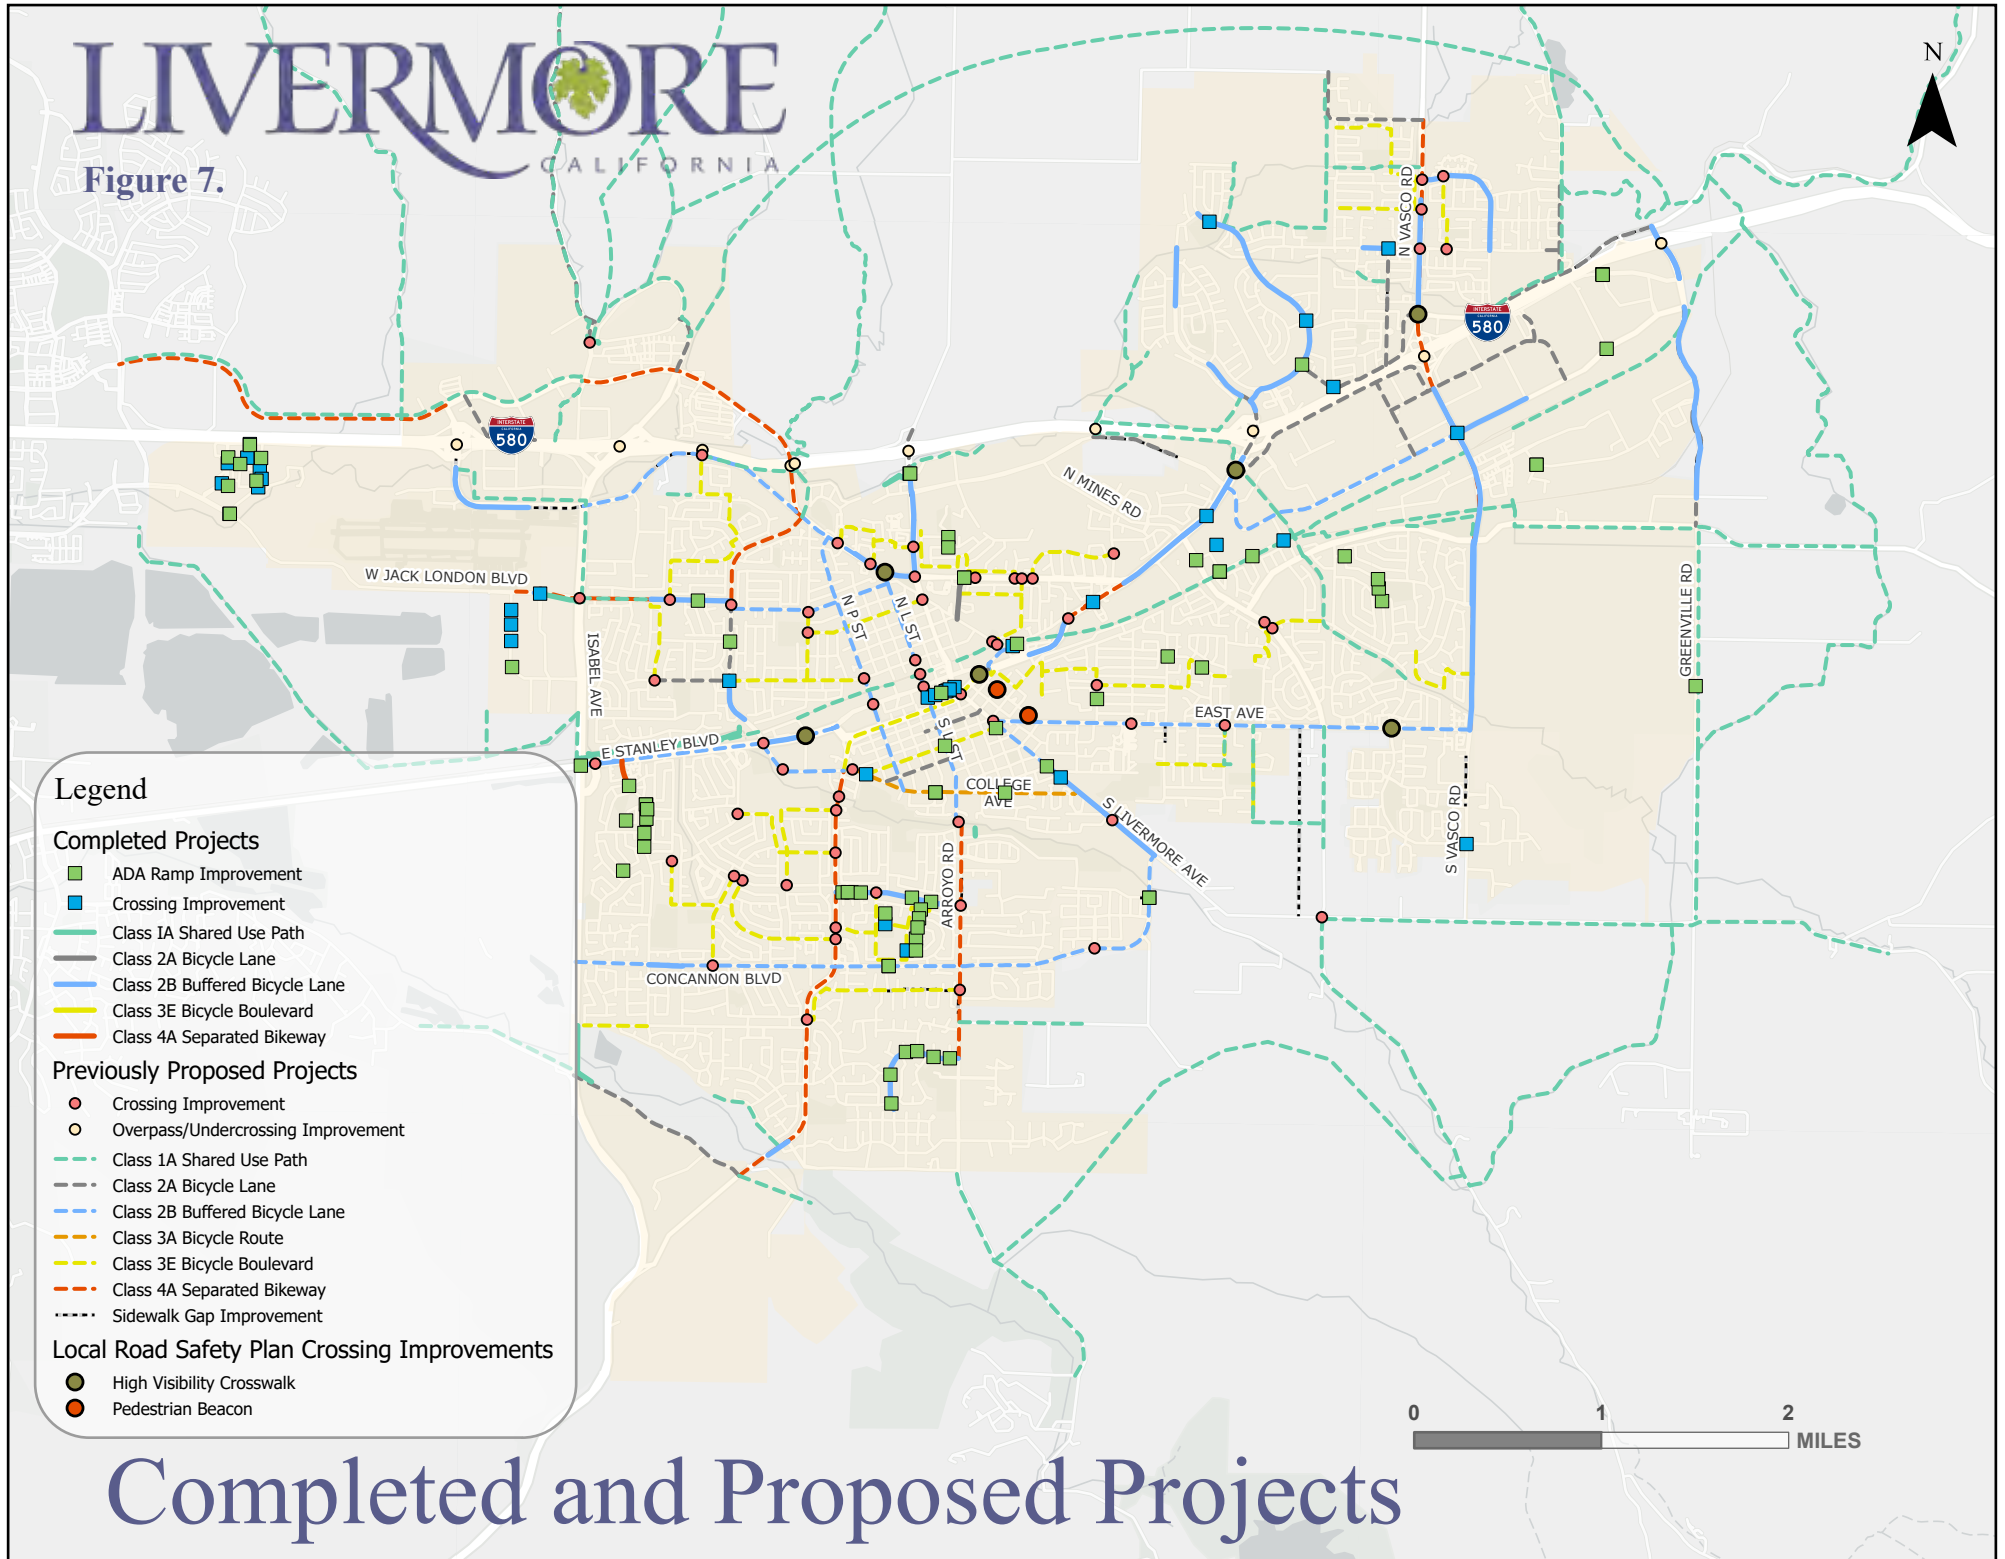 LIVERMORE
CALIFORNIA
Figure 7.
N
N VASCO RD
INTERSTATE
CALIFORNIA
580
INTERSTATE
CALIFORNIA
580
N MINES RD
W JACK LONDON BLVD
ISABEL AVE
N P ST
N L ST
GREENVILLE RD
EAST AVE
E STANLEY BLVD
S L ST
COLLEGE
AVE
S LIVERMORE AVE
S VASCO RD
ARROYO RD
CONCANNON BLVD
Legend
Completed Projects
ADA Ramp Improvement
Crossing Improvement
Class IA Shared Use Path
Class 2A Bicycle Lane
Class 2B Buffered Bicycle Lane
Class 3E Bicycle Boulevard
Class 4A Separated Bikeway
Previously Proposed Projects
Crossing Improvement
Overpass/Undercrossing Improvement
Class 1A Shared Use Path
Class 2A Bicycle Lane
Class 2B Buffered Bicycle Lane
Class 3A Bicycle Route
Class 3E Bicycle Boulevard
Class 4A Separated Bikeway
Sidewalk Gap Improvement
Local Road Safety Plan Crossing Improvements
High Visibility Crosswalk
Pedestrian Beacon
0 1 2
MILES
Completed and Proposed Projects